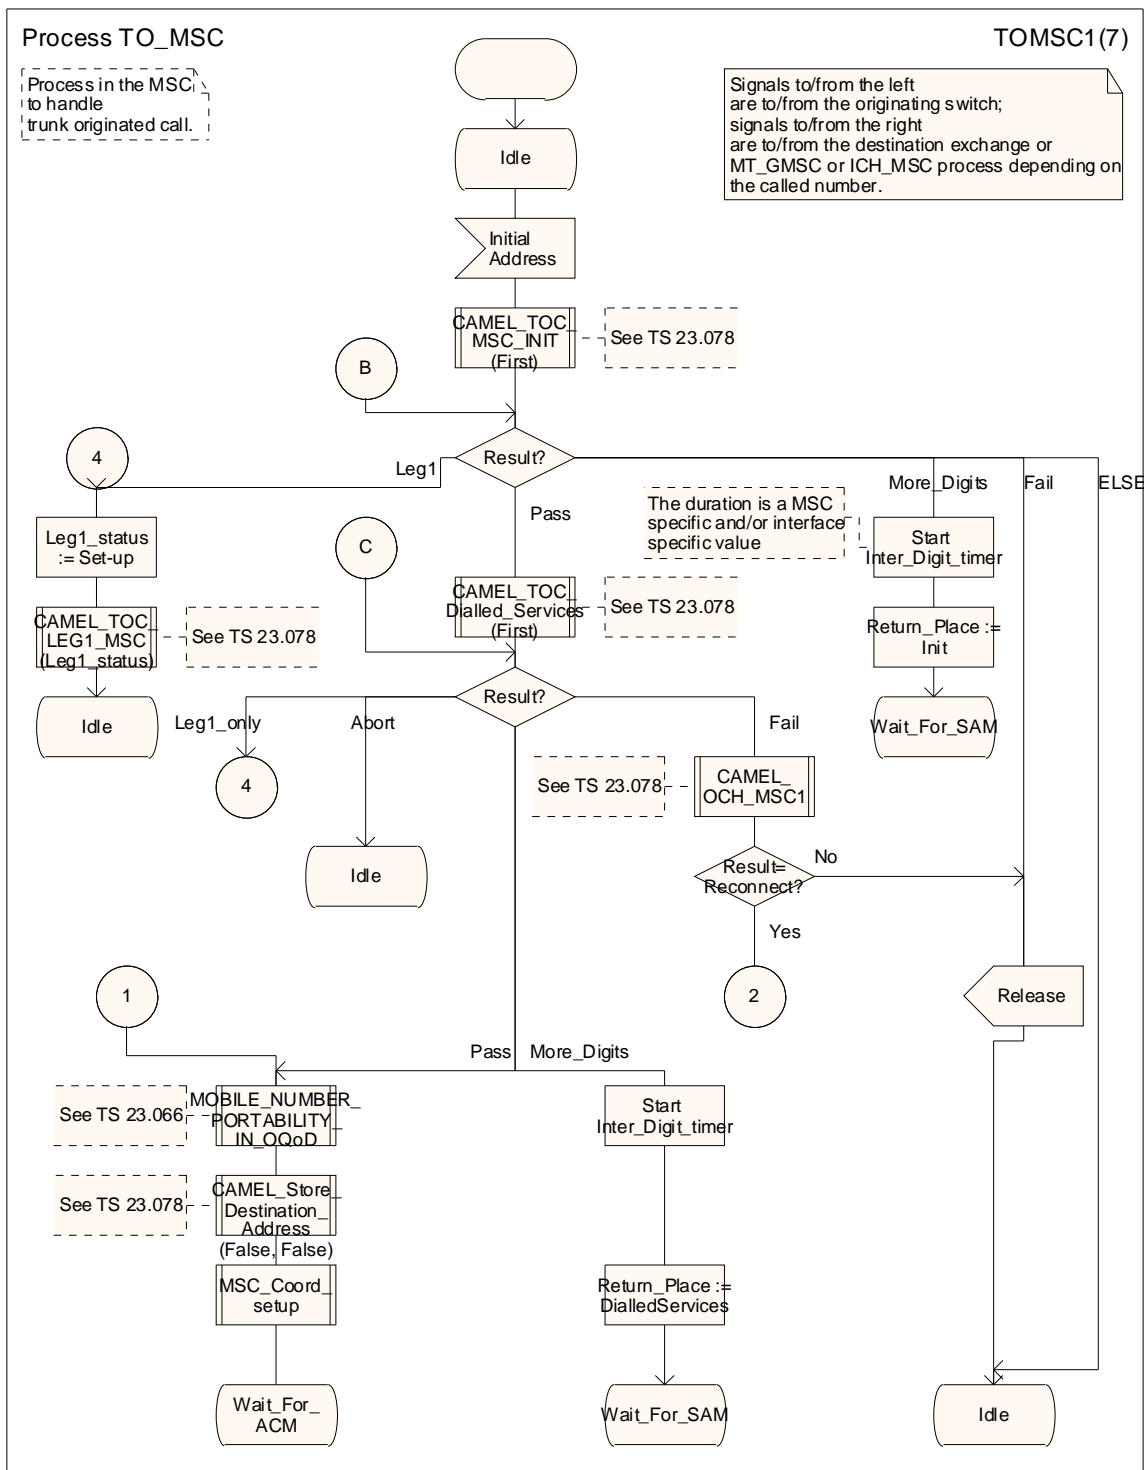 Process TO_MSC
TOMSC1(7)
Process in the MSC
to handle
trunk originated call.
Signals to/from the left
are to/from the originating switch;
signals to/from the right
are to/from the destination exchange or
MT_GMSC or ICH_MSC process depending on
the called number.
Idle
Initial
Address
CAMEL_TOC_
MSC_INIT
(First)
See TS 23.078
B
4
Result?
Leg1
More_Digits
Fail
ELSE
Pass
Leg1_status
:= Set-up
C
The duration is a MSC
specific and/or interface
specific value
Start
Inter_Digit_timer
CAMEL_TOC_
LEG1_MSC
(Leg1_status)
See TS 23.078
CAMEL_TOC_
Dialled_Services
(First)
See TS 23.078
Return_Place :=
Init
Idle
Result?
Leg1_only
Abort
Fail
Wait_For_SAM
4
See TS 23.078
CAMEL_
OCH_MSC1
Idle
Result=
Reconnect?
No
Yes
1
2
Release
Pass
More_Digits
See TS 23.066
MOBILE_NUMBER_
PORTABILITY_
IN_OQoD
Start
Inter_Digit_timer
See TS 23.078
CAMEL_Store_
Destination_
Address
(False, False)
MSC_Coord_
setup
Return_Place :=
DialledServices
Wait_For_
ACM
Wait_For_SAM
Idle